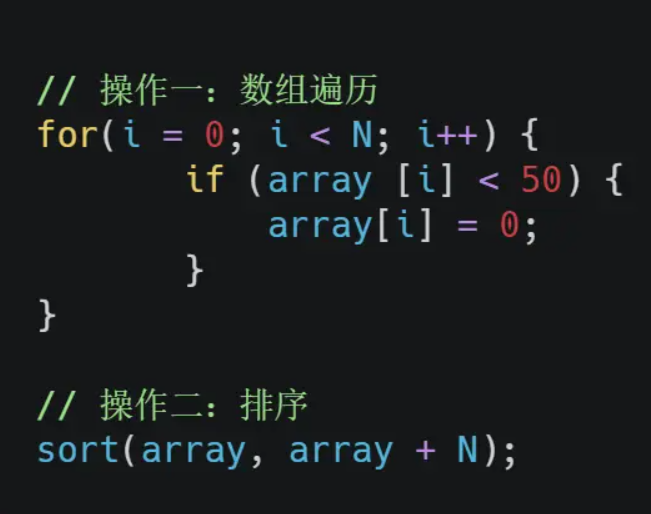 // 操作一：数组遍历
for(i = 0; i < N; i++) {
if (array [i] < 50) {
array[i] = 0;
}
}
// 操作二：排序
sort(array, array + N);